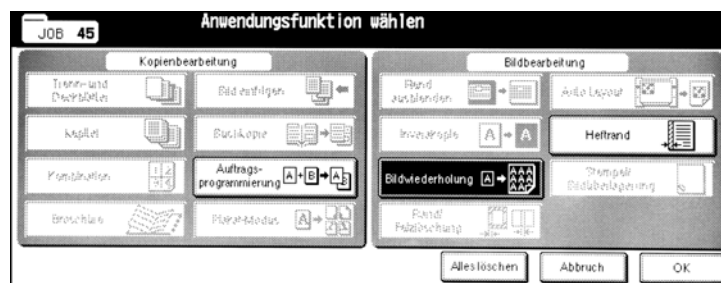 JOB 45
Anwendungsfunktion wählen
Kopienbearbeitung
Bildbearbeitung
Trenn- und
Deckblätter
Bild einfügen
Rand
ausblenden
Auto Layout
Kapitel
Buchkopie
Inverskopie
Heftrand
Kombination
Auftrags-
programmierung
Bildwiederholung
Stempel/
Bildüberlagerung
Broschüre
Plakat-Modus
Rand/
Falzlöschung
Alles löschen
Abbruch
OK